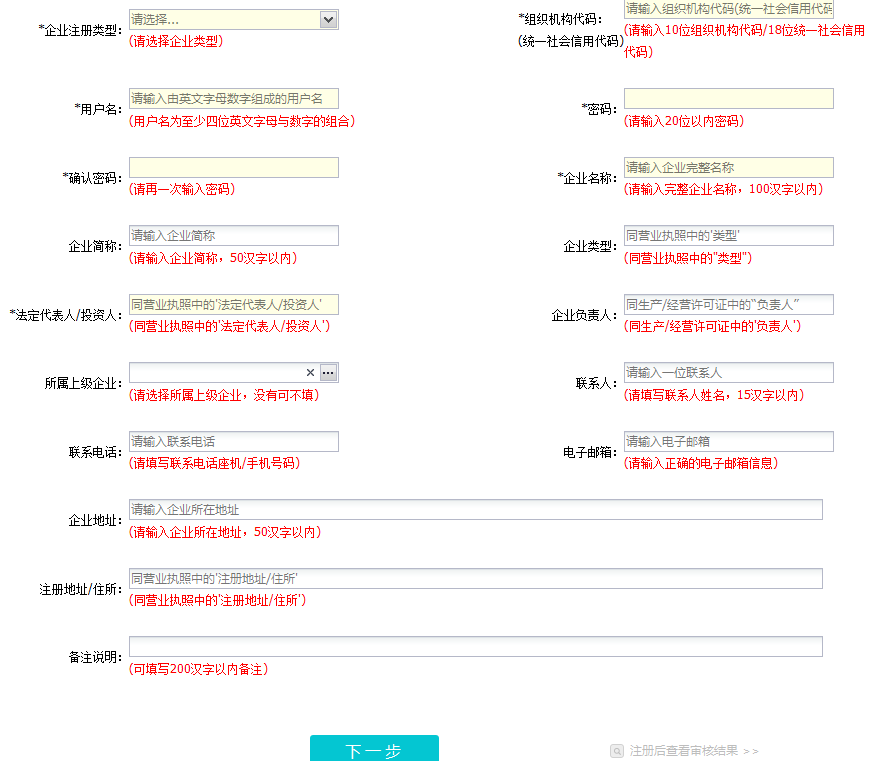 *企业注册类型： 请选择... *组织机构代码： 请输入组织机构代码(统一社会信用代码
(请选择企业类型) (统一社会信用代码) (请输入10位组织机构代码/18位统一社会信用
代码)
*用户名： 请输入由英文字母数字组成的用户名 *密码：
(用户名为至少四位英文字母与数字的组合) (请输入20位以内密码)
*确认密码： *企业名称： 请输入企业完整名称
(请再一次输入密码) (请输入完整企业名称，100汉字以内)
企业简称： 请输入企业简称 企业类型： 同营业执照中的'类型'
(请输入企业简称，50汉字以内) (同营业执照中的"类型")
*法定代表人/投资人： 同营业执照中的'法定代表人/投资人' 企业负责人： 同生产/经营许可证中的“负责人”
(同营业执照中的'法定代表人/投资人') (同生产/经营许可证中的'负责人')
所属上级企业： × ... 联系人： 请输入一位联系人
(请选择所属上级企业，没有可不填) (请填写联系人姓名，15汉字以内)
联系电话： 请输入联系电话 电子邮箱： 请输入电子邮箱
(请填写联系电话座机/手机号码) (请输入正确的电子邮箱信息)
企业地址： 请输入企业所在地址
(请输入企业所在地址，50汉字以内)
注册地址/住所： 同营业执照中的'注册地址/住所'
(同营业执照中的'注册地址/住所')
备注说明：
(可填写200汉字以内备注)
下一步 注册后查看审核结果 >>